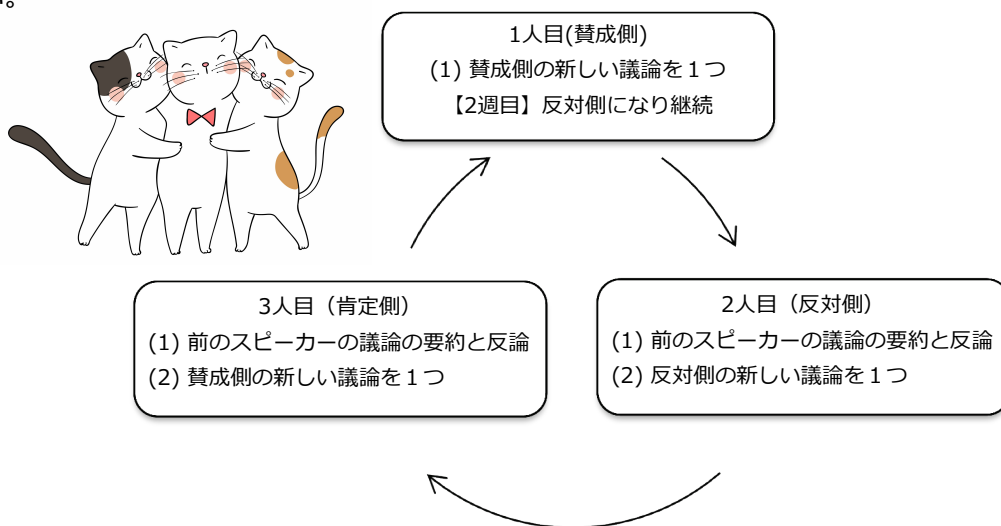 。
1人目(賛成側)
(1) 賛成側の新しい議論を１つ
【2週目】反対側になり継続
3人目（肯定側）
(1) 前のスピーカーの議論の要約と反論
(2) 賛成側の新しい議論を１つ
2人目（反対側）
(1) 前のスピーカーの議論の要約と反論
(2) 反対側の新しい議論を１つ